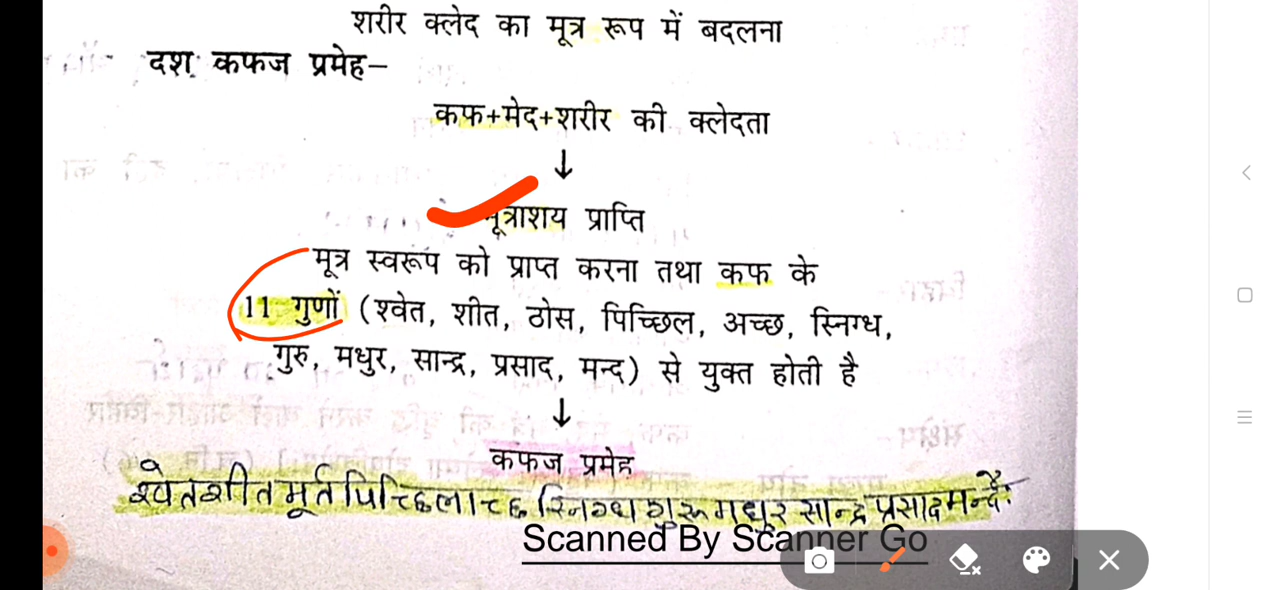 शरीर क्लेद का मूत्र रूप में बदलना
दश कफज प्रमेह–
कफ+मेद+शरीर की क्लेदता
↓
मूत्राशय प्राप्ति
मूत्र स्वरूप को प्राप्त करना तथा कफ के
11 गुणों (श्वेत, शीत, ठोस, पिच्छिल, अच्छ, स्निग्ध,
गुरु, मधुर, सान्द्र, प्रसाद, मन्द) से युक्त होती है
↓
कफज प्रमेह
श्वेतशीतमूर्तपिच्छिलाच्छ स्निग्धगुरूमधुरसान्द्रप्रसादमन्दैः
Scanned By Scanner Go